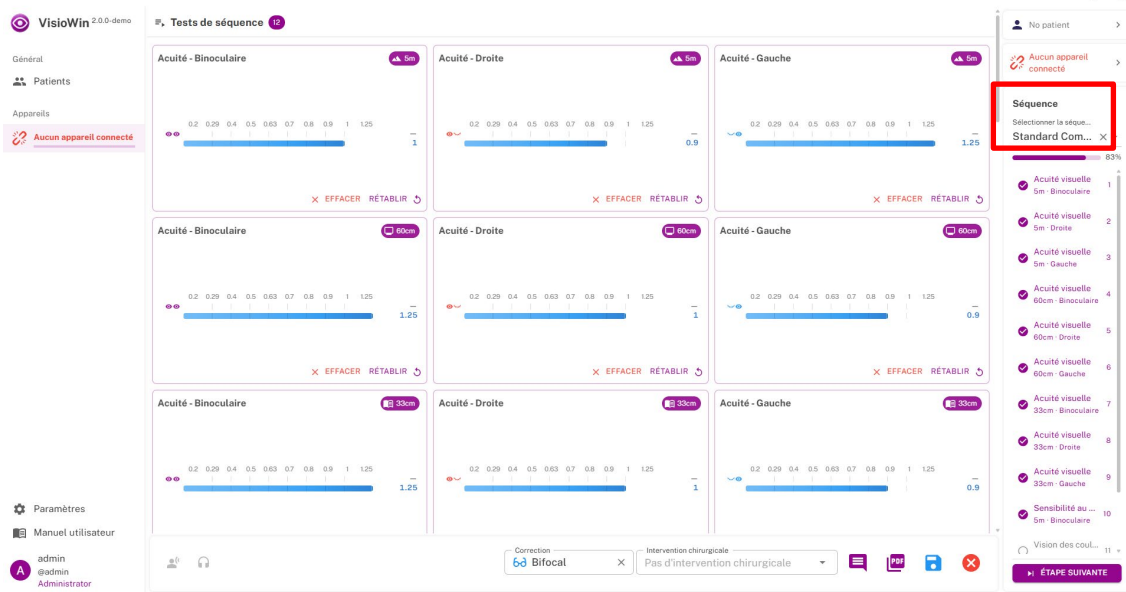 VisioWin 2.0.0-demo
Général
Patients
Appareils
Aucun appareil connecté
Paramètres
Manuel utilisateur
A
admin
@admin
Administrator
Tests de séquence 12
Acuité - Binoculaire 5m
0.2 0.29 0.4 0.5 0.63 0.7 0.8 0.9 1 1.25
—
1
EFFACER RÉTABLIR
Acuité - Droite 5m
0.2 0.29 0.4 0.5 0.63 0.7 0.8 0.9 1 1.25
—
0.9
EFFACER RÉTABLIR
Acuité - Gauche 5m
0.2 0.29 0.4 0.5 0.63 0.7 0.8 0.9 1 1.25
—
1.25
EFFACER RÉTABLIR
Acuité - Binoculaire 60cm
0.2 0.29 0.4 0.5 0.63 0.7 0.8 0.9 1 1.25
—
1.25
EFFACER RÉTABLIR
Acuité - Droite 60cm
0.2 0.29 0.4 0.5 0.63 0.7 0.8 0.9 1 1.25
—
1
EFFACER RÉTABLIR
Acuité - Gauche 60cm
0.2 0.29 0.4 0.5 0.63 0.7 0.8 0.9 1 1.25
—
0.9
EFFACER RÉTABLIR
Acuité - Binoculaire 33cm
0.2 0.29 0.4 0.5 0.63 0.7 0.8 0.9 1 1.25
—
1.25
Acuité - Droite 33cm
0.2 0.29 0.4 0.5 0.63 0.7 0.8 0.9 1 1.25
—
1
Acuité - Gauche 33cm
0.2 0.29 0.4 0.5 0.63 0.7 0.8 0.9 1 1.25
—
0.9
Correction
Bifocal
Intervention chirurgicale
Pas d'intervention chirurgicale
PDF
No patient
Aucun appareil
connecté
Séquence
Sélectionner la séque...
Standard Com...
83%
Acuité visuelle
5m · Binoculaire 1
Acuité visuelle
5m · Droite 2
Acuité visuelle
5m · Gauche 3
Acuité visuelle
60cm · Binoculaire 4
Acuité visuelle
60cm · Droite 5
Acuité visuelle
60cm · Gauche 6
Acuité visuelle
33cm · Binoculaire 7
Acuité visuelle
33cm · Droite 8
Acuité visuelle
33cm · Gauche 9
Sensibilité au ...
5m · Binoculaire 10
Vision des coul... 11
ÉTAPE SUIVANTE